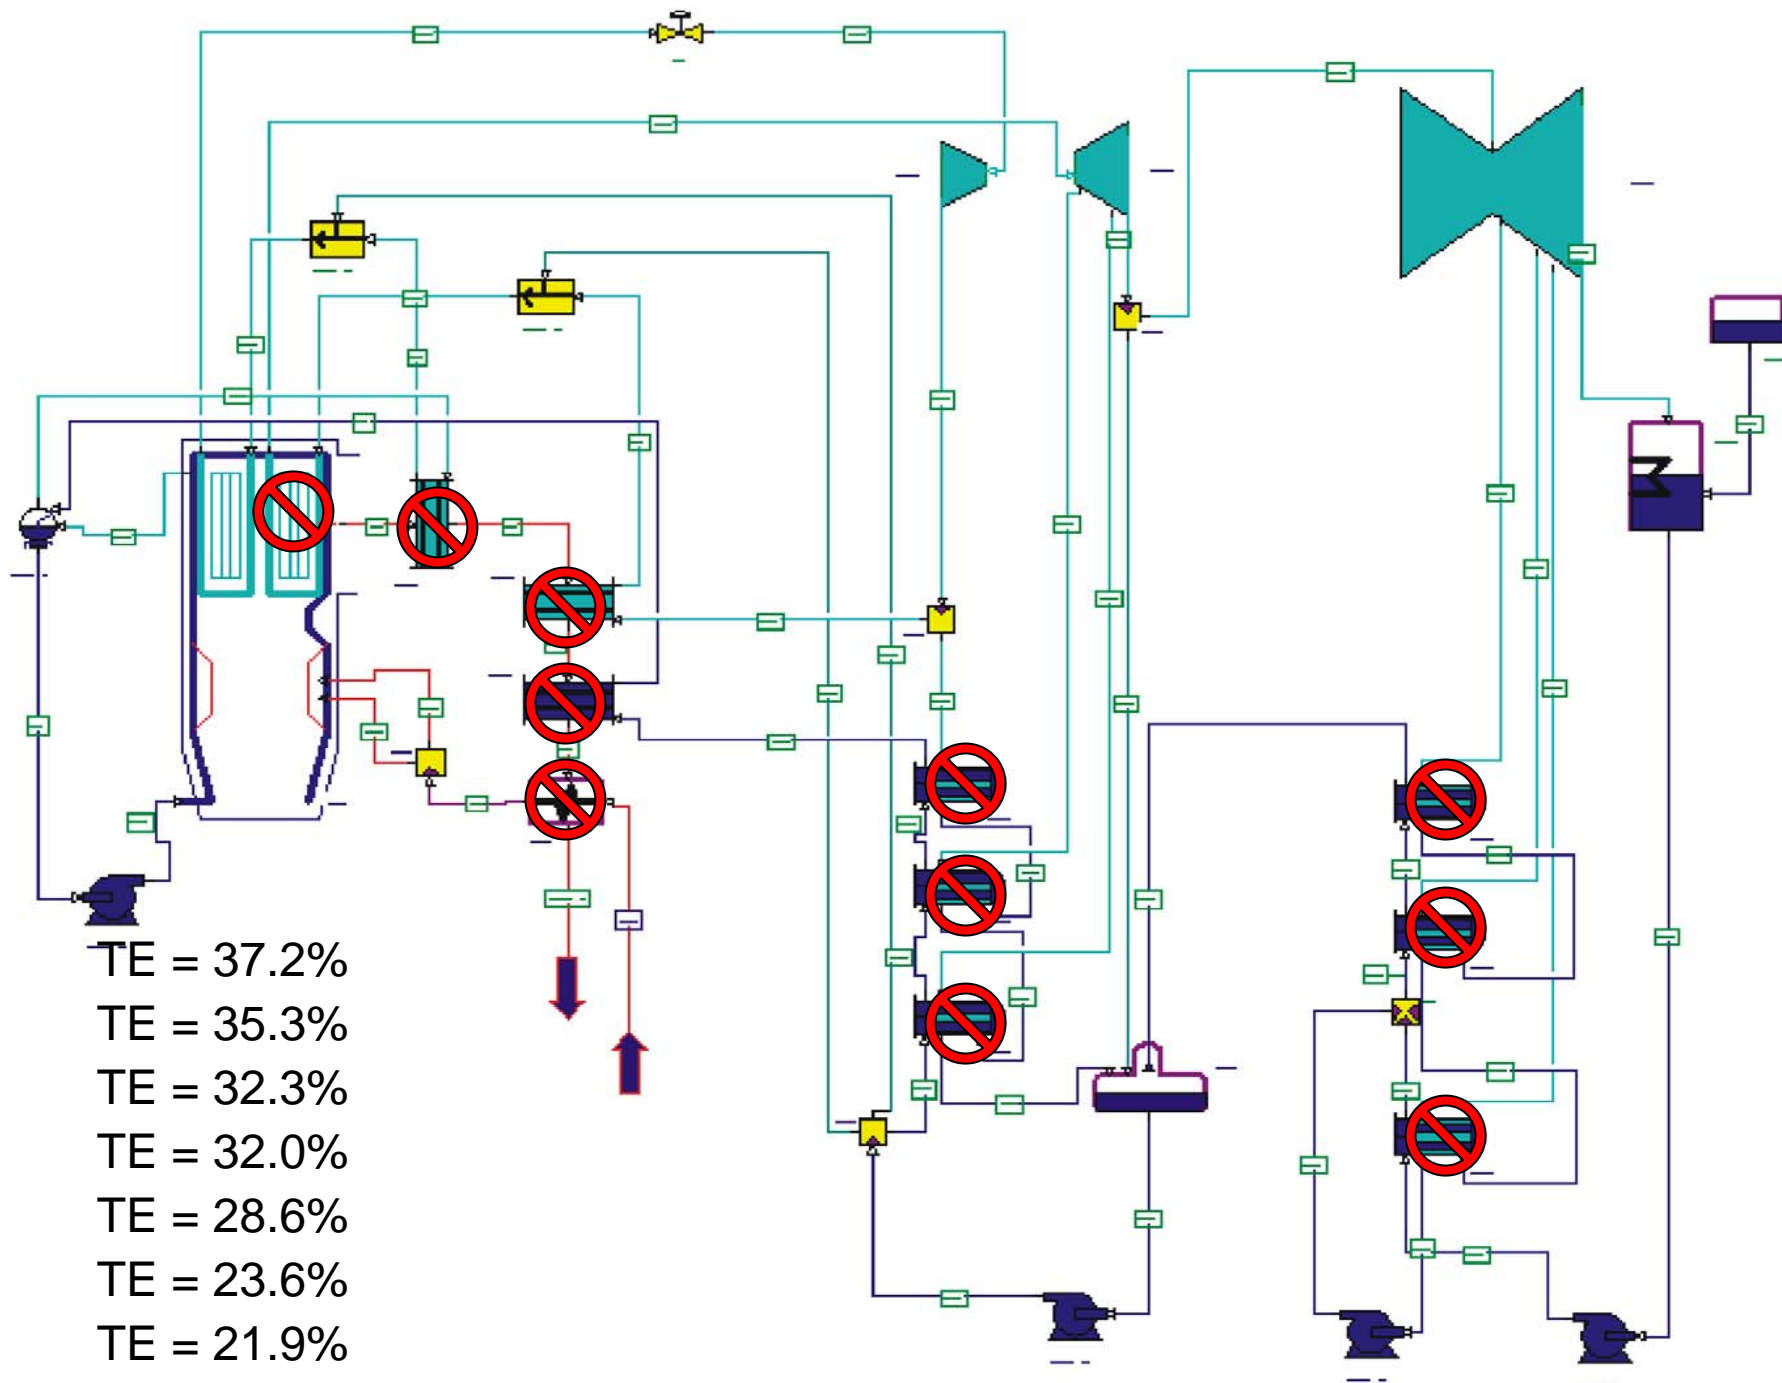 TE = 37.2%
TE = 35.3%
TE = 32.3%
TE = 32.0%
TE = 28.6%
TE = 23.6%
TE = 21.9%